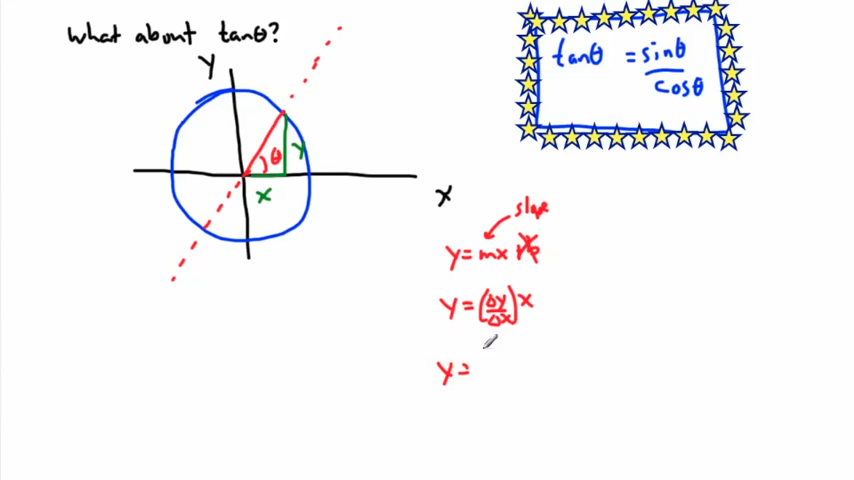 What about tanθ?
tanθ = sinθ
cosθ
y
θ
y
x
x
slope
y = mx
y = (Δy
Δx) x
y =